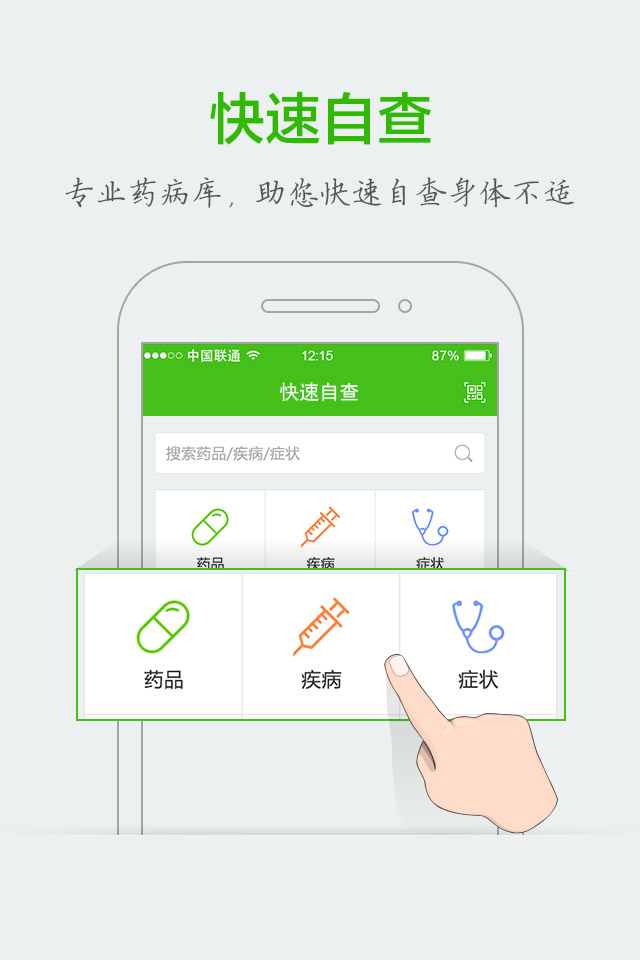 快速自查
专业药病库，助您快速自查身体不适
中国联通 12:15 87%
快速自查
搜索药品/疾病/症状
药品 疾病 症状
药品 疾病 症状